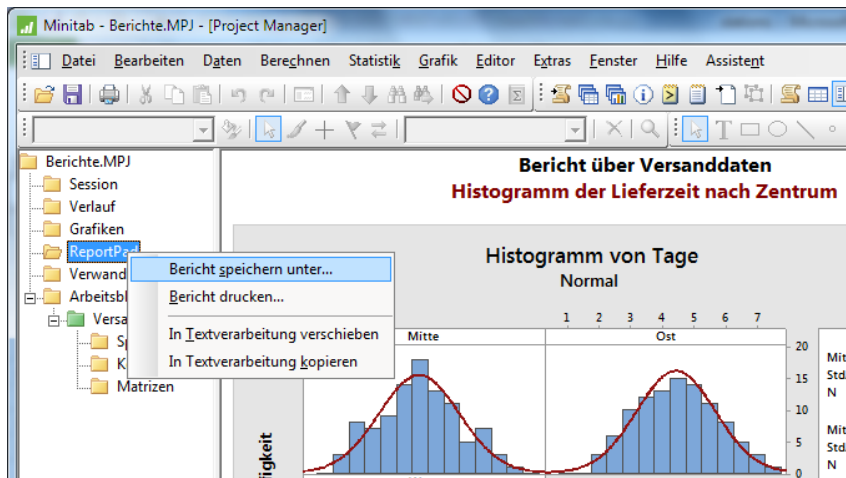 Minitab - Berichte.MPJ - [Project Manager]
Datei Bearbeiten Daten Berechnen Statistik Grafik Editor Extras Fenster Hilfe Assistent
Berichte.MPJ
Session
Verlauf
Grafiken
ReportPad
Verwand
Arbeitsbl
Versa
Sp
K
Matrizen
Bericht speichern unter...
Bericht drucken...
In Textverarbeitung verschieben
In Textverarbeitung kopieren
Bericht über Versanddaten
Histogramm der Lieferzeit nach Zentrum
Histogramm von Tage
Normal
1 2 3 4 5 6 7
Mitte Ost
20
15
10
5
0
figkeit
Mit
Std
N
Mit
Std
N